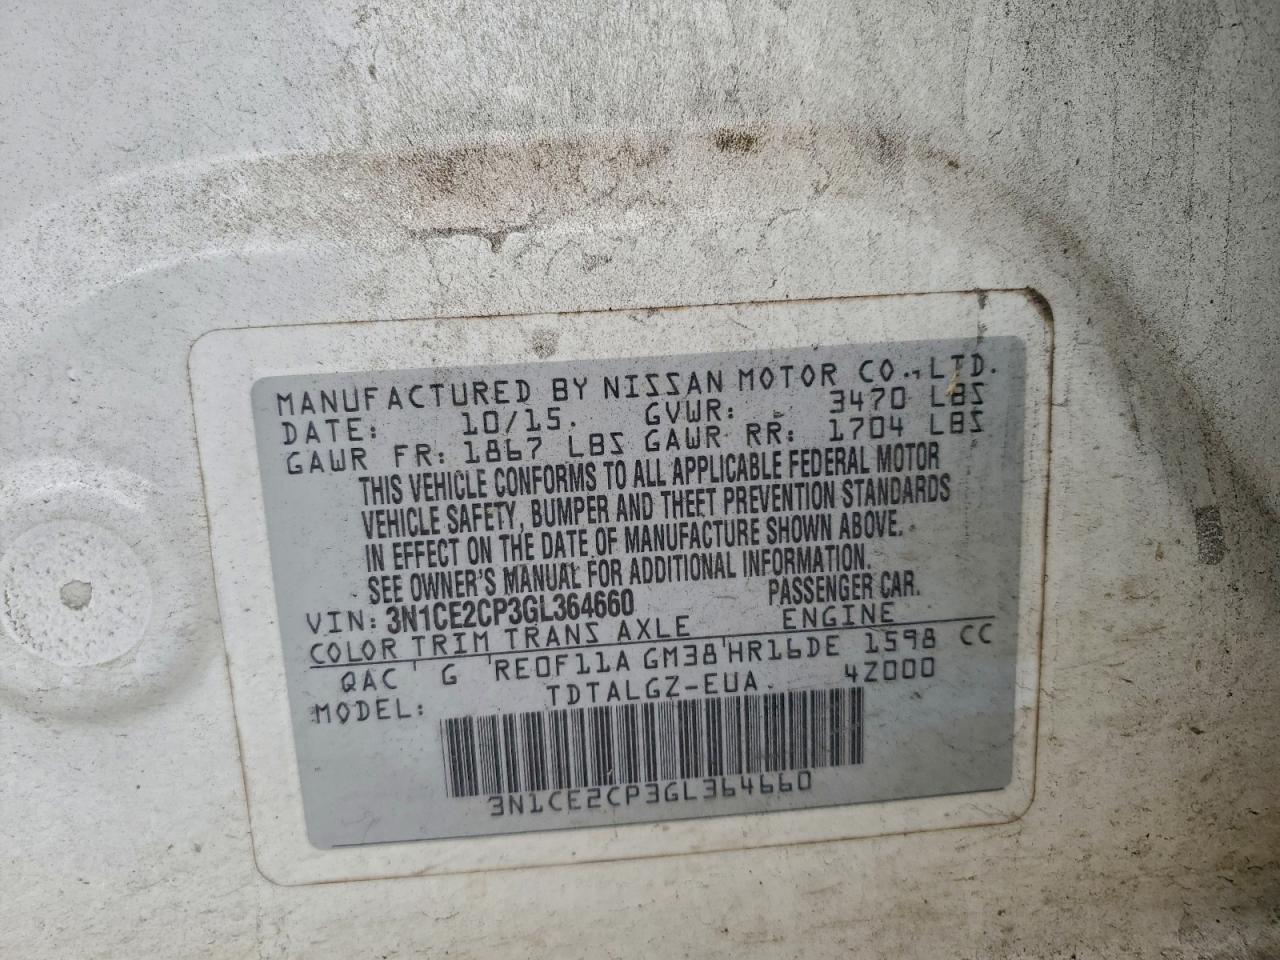 MANUFACTURED BY NISSAN MOTOR CO., LTD.
DATE: 10/15. GVWR: 3470 LBS
GAWR FR: 1867 LBS GAWR RR: 1704 LBS
THIS VEHICLE CONFORMS TO ALL APPLICABLE FEDERAL MOTOR
VEHICLE SAFETY, BUMPER AND THEFT PREVENTION STANDARDS
IN EFFECT ON THE DATE OF MANUFACTURE SHOWN ABOVE.
SEE OWNER'S MANUAL FOR ADDITIONAL INFORMATION.
VIN: 3N1CE2CP3GL364660 PASSENGER CAR.
COLOR TRIM TRANS AXLE ENGINE
QAC G RE0F11A GM38 HR16DE 1598 CC
MODEL: TDTALGZ-EUA 42000
3N1CE2CP3GL364660